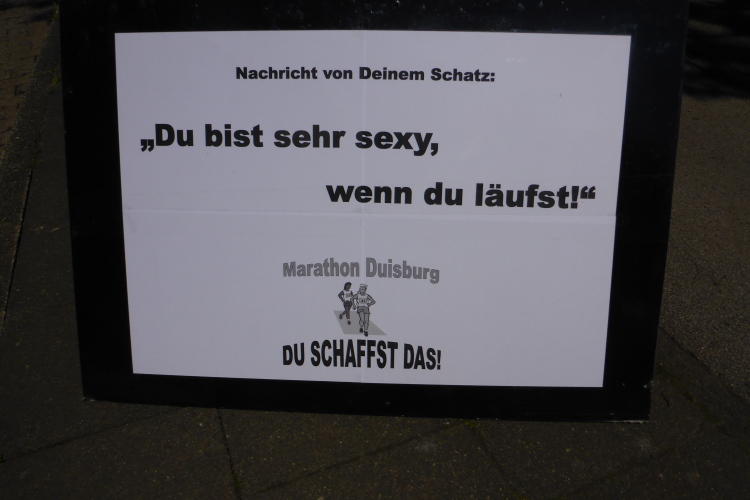 Nachricht von Deinem Schatz:
„Du bist sehr sexy,
wenn du läufst!“
Marathon Duisburg
DU SCHAFFST DAS!